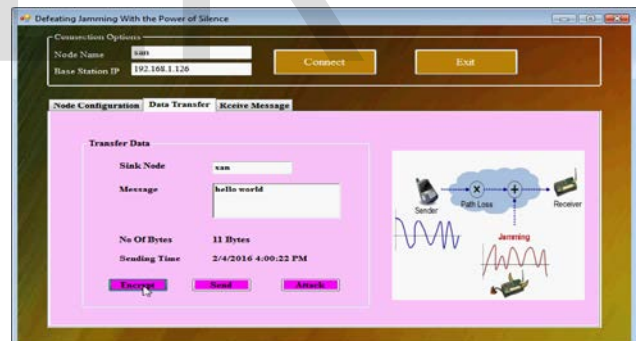 Defeating Jamming With the Power of Silence
Connection Options
Node Name san
Connect
Exit
Base Station IP 192.168.1.126
Node Configuration Data Transfer Rceive Message
Transfer Data
Sink Node san
Message hello world
No Of Bytes 11 Bytes
Sending Time 2/4/2016 4:00:22 PM
Encrypt Send Attack
Sender
Path Loss
Receiver
Jamming